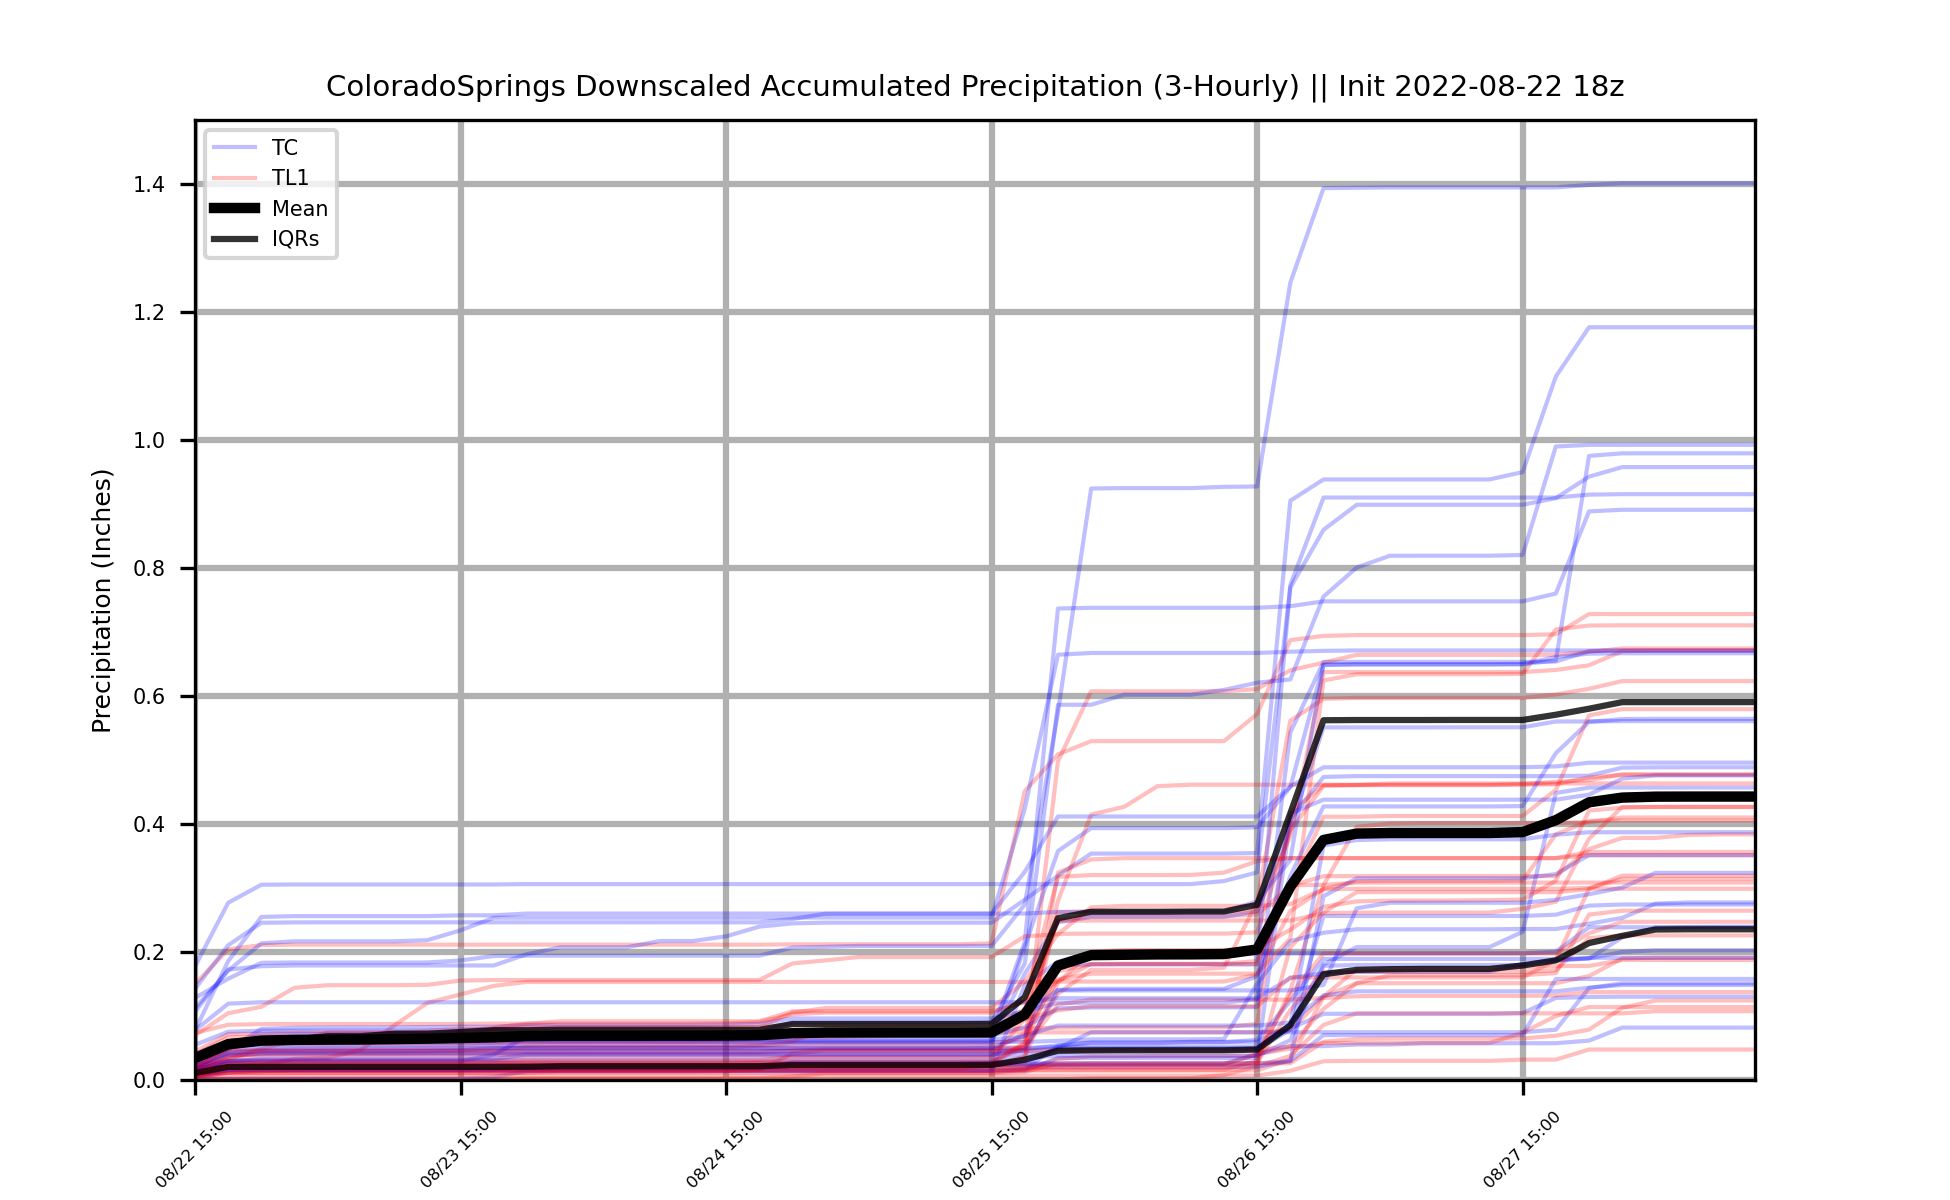 ColoradoSprings Downscaled Accumulated Precipitation (3-Hourly) || Init 2022-08-22 18z
TC
TL1
Mean
IQRs
Precipitation (Inches)
1.4
1.2
1.0
0.8
0.6
0.4
0.2
0.0
08/22 15:00
08/23 15:00
08/24 15:00
08/25 15:00
08/26 15:00
08/27 15:00